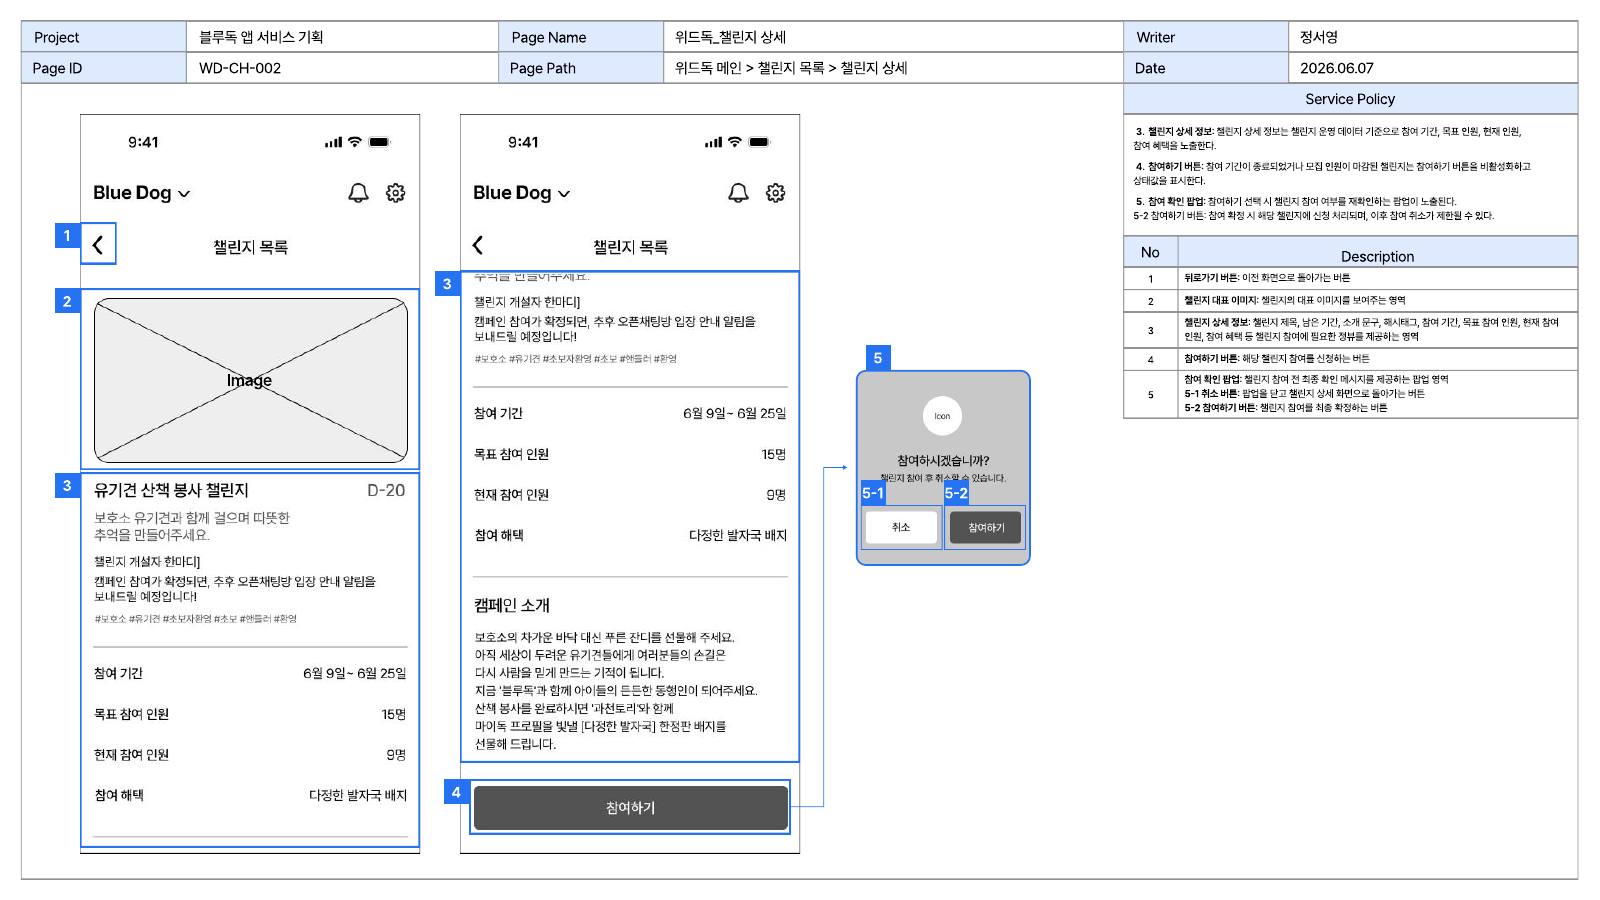 Project 블루독 앱 서비스 기획 Page Name 위드독_챌린지 상세 Writer 정서영
Page ID WD-CH-002 Page Path 위드독 메인 > 챌린지 목록 > 챌린지 상세 Date 2026.06.07
9:41
Blue Dog
1
챌린지 목록
2
Image
3
유기견 산책 봉사 챌린지 D-20
보호소 유기견과 함께 걸으며 따뜻한
추억을 만들어주세요.
챌린지 개설자 한마디]
캠페인 참여가 확정되면, 추후 오픈채팅방 입장 안내 알림을
보내드릴 예정입니다!
#보호소 #유기견 #초보자환영 #초보 #핸들러 #환영
참여 기간 6월 9일~ 6월 25일
목표 참여 인원 15명
현재 참여 인원 9명
참여 해택 다정한 발자국 배지
9:41
Blue Dog
챌린지 목록
3
추억을 만들어주세요.
챌린지 개설자 한마디]
캠페인 참여가 확정되면, 추후 오픈채팅방 입장 안내 알림을
보내드릴 예정입니다!
#보호소 #유기견 #초보자환영 #초보 #핸들러 #환영
참여 기간 6월 9일~ 6월 25일
목표 참여 인원 15명
현재 참여 인원 9명
참여 해택 다정한 발자국 배지
캠페인 소개
보호소의 차가운 바닥 대신 푸른 잔디를 선물해 주세요.
아직 세상이 두려운 유기견들에게 여러분들의 손길은
다시 사람을 믿게 만드는 기적이 됩니다.
지금 '블루독'과 함께 아이들의 든든한 동행인이 되어주세요.
산책 봉사를 완료하시면 '과천토리'와 함께
마이독 프로필을 빛낼 [다정한 발자국] 한정판 배지를
선물해 드립니다.
4
참여하기
5
Icon
참여하시겠습니까?
챌린지 참여 후 취소할 수 있습니다.
5-1 5-2
취소 참여하기
Service Policy
3. 챌린지 상세 정보: 챌린지 상세 정보는 챌린지 운영 데이터 기준으로 참여 기간, 목표 인원, 현재 인원,
참여 혜택을 노출한다.
4. 참여하기 버튼: 참여 기간이 종료되었거나 모집 인원이 마감된 챌린지는 참여하기 버튼을 비활성화하고
상태값을 표시한다.
5. 참여 확인 팝업: 참여하기 선택 시 챌린지 참여 여부를 재확인하는 팝업이 노출된다.
5-2 참여하기 버튼: 참여 확정 시 해당 챌린지에 신청 처리되며, 이후 참여 취소가 제한될 수 있다.
No Description
1 뒤로가기 버튼: 이전 화면으로 돌아가는 버튼
2 챌린지 대표 이미지: 챌린지의 대표 이미지를 보여주는 영역
3 챌린지 상세 정보: 챌린지 제목, 남은 기간, 소개 문구, 해시태그, 참여 기간, 목표 참여 인원, 현재 참여
인원, 참여 혜택 등 챌린지 참여에 필요한 정뷰를 제공하는 영역
4 참여하기 버튼: 해당 챌린지 참여를 신청하는 버튼
5 참여 확인 팝업: 챌린지 참여 전 최종 확인 메시지를 제공하는 팝업 영역
5-1 취소 버튼: 팝업을 닫고 챌린지 상세 화면으로 돌아가는 버튼
5-2 참여하기 버튼: 챌린지 참여를 최종 확정하는 버튼